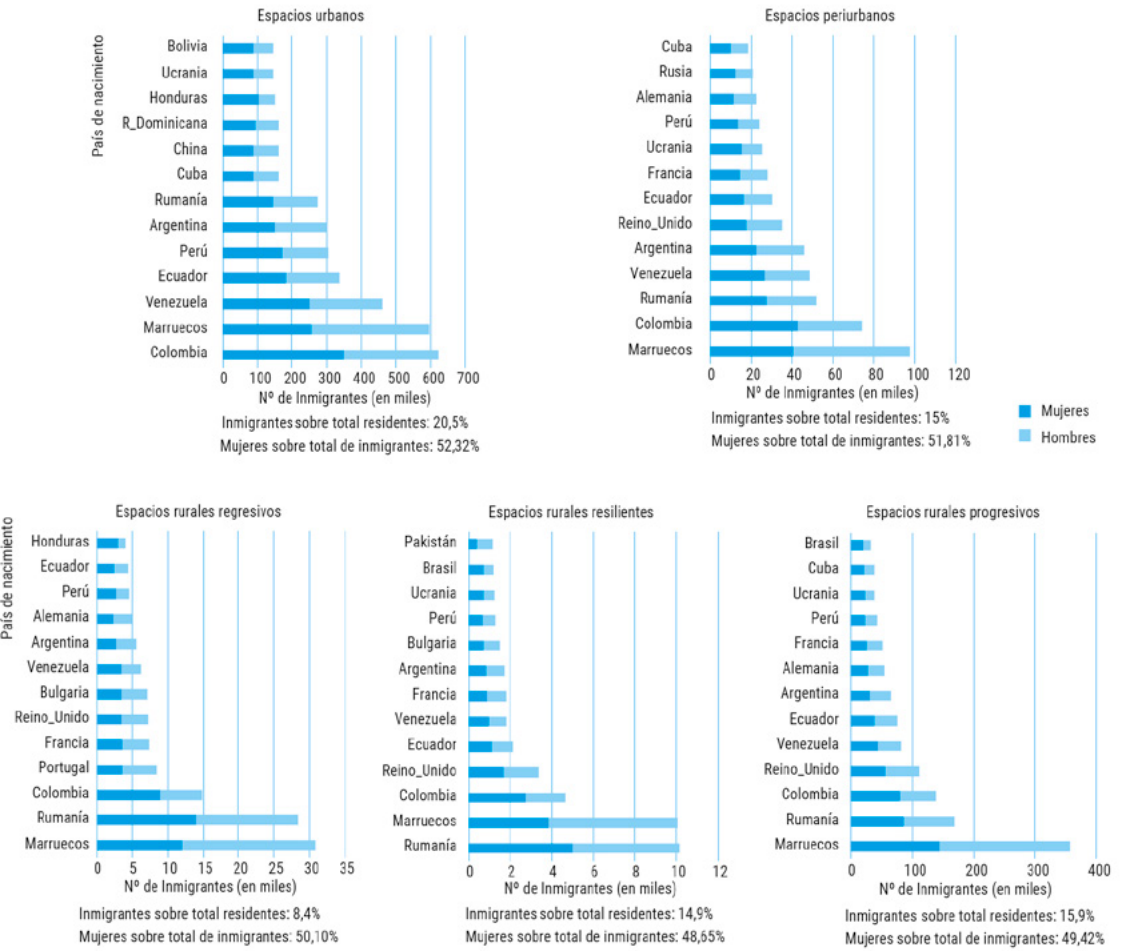 Espacios urbanos
País de nacimiento
Bolivia
Ucrania
Honduras
R_Dominicana
China
Cuba
Rumanía
Argentina
Perú
Ecuador
Venezuela
Marruecos
Colombia
0 100 200 300 400 500 600 700
Nº de Inmigrantes (en miles)
Inmigrantes sobre total residentes: 20,5%
Mujeres sobre total de inmigrantes: 52,32%
Espacios periurbanos
Cuba
Rusia
Alemania
Perú
Ucrania
Francia
Ecuador
Reino_Unido
Argentina
Venezuela
Rumanía
Colombia
Marruecos
0 20 40 60 80 100 120
Nº de Inmigrantes (en miles)
Inmigrantes sobre total residentes: 15%
Mujeres sobre total de inmigrantes: 51,81%
Mujeres
Hombres
Espacios rurales regresivos
País de nacimiento
Honduras
Ecuador
Perú
Alemania
Argentina
Venezuela
Bulgaria
Reino_Unido
Francia
Portugal
Colombia
Rumanía
Marruecos
0 5 10 15 20 25 30 35
Nº de Inmigrantes (en miles)
Inmigrantes sobre total residentes: 8,4%
Mujeres sobre total de inmigrantes: 50,10%
Espacios rurales resilientes
Pakistán
Brasil
Ucrania
Perú
Bulgaria
Argentina
Francia
Venezuela
Ecuador
Reino_Unido
Colombia
Marruecos
Rumanía
0 2 4 6 8 10 12
Nº de Inmigrantes (en miles)
Inmigrantes sobre total residentes: 14,9%
Mujeres sobre total de inmigrantes: 48,65%
Espacios rurales progresivos
Brasil
Cuba
Ucrania
Perú
Francia
Alemania
Argentina
Ecuador
Venezuela
Reino_Unido
Colombia
Rumanía
Marruecos
0 100 200 300 400
Nº de Inmigrantes (en miles)
Inmigrantes sobre total residentes: 15,9%
Mujeres sobre total de inmigrantes: 49,42%